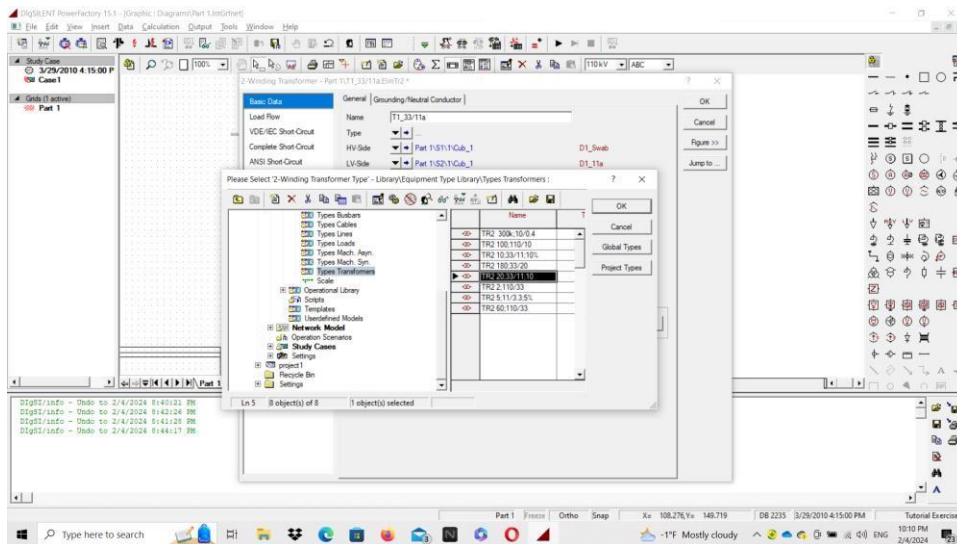 DIgSILENT PowerFactory 15.1 - [Graphic : Diagrams\Part 1.IntGrfnet]
File Edit View Insert Data Calculation Output Tools Window Help
Study Case
3/29/2010 4:15:00 P
Case1
Grids (1 active)
Part 1
100%
110 kV
ABC
2-Winding Transformer - Part 1\T1_33/11a.ElmTr2 *
Basic Data
Load Flow
VDE/IEC Short-Circuit
Complete Short-Circuit
ANSI Short-Circuit
General Grounding/Neutral Conductor
Name T1_33/11a
Type ...
HV-Side Part 1\S1\1\Cub_1 D1_Swab
LV-Side Part 1\S2\1\Cub_1 D1_11a
OK
Cancel
Figure >>
Jump to ...
Please Select '2-Winding Transformer Type' - Library\Equipment Type Library\Types Transformers :
Types Busbars
Types Cables
Types Lines
Types Loads
Types Mach. Asyn.
Types Mach. Syn.
Types Transformers
Scale
Operational Library
Scripts
Templates
Userdefined Models
Network Model
Operation Scenarios
Study Cases
Settings
project1
Recycle Bin
Settings
Name
TR2 300k;10/0.4
TR2 100;110/10
TR2 10;33/11;10%
TR2 180;33/20
TR2 20;33/11;10
TR2 2;110/33
TR2 5;11/3.3;5%
TR2 60;110/33
OK
Cancel
Global Types
Project Types
Ln 5 8 object(s) of 8 1 object(s) selected
Part 1
DIgSI/info - Undo to 2/4/2024 8:40:21 PM
DIgSI/info - Undo to 2/4/2024 8:42:26 PM
DIgSI/info - Undo to 2/4/2024 8:41:28 PM
DIgSI/info - Undo to 2/4/2024 8:44:17 PM
Part 1 Freeze Ortho Snap X= 108.276,Y= 149.719 DB 2235 3/29/2010 4:15:00 PM Tutorial Exercise
Type here to search
-1°F Mostly cloudy
ENG
10:10 PM
2/4/2024
23